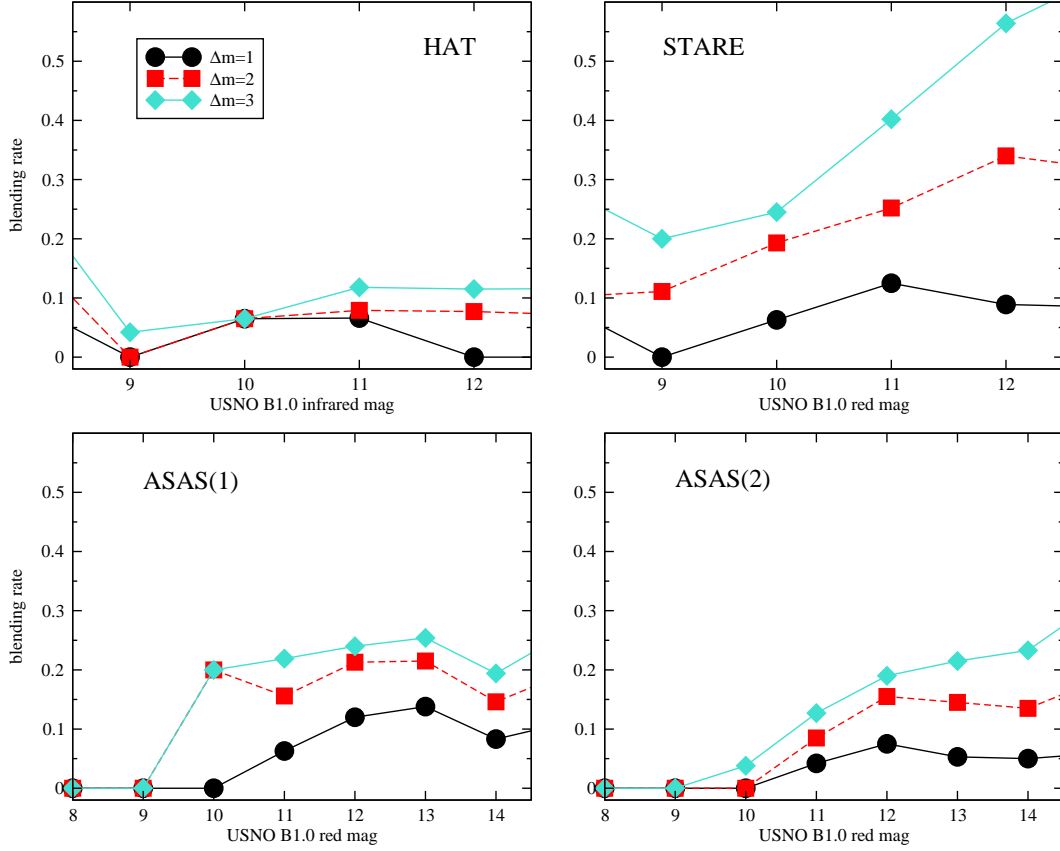 HAT
STARE
Δm=1
Δm=2
Δm=3
blending rate
0
0.1
0.2
0.3
0.4
0.5
9 10 11 12
USNO B1.0 infrared mag
0
0.1
0.2
0.3
0.4
0.5
9 10 11 12
USNO B1.0 red mag
ASAS(1)
blending rate
0
0.1
0.2
0.3
0.4
0.5
8 9 10 11 12 13 14
USNO B1.0 red mag
ASAS(2)
0
0.1
0.2
0.3
0.4
0.5
8 9 10 11 12 13 14
USNO B1.0 red mag